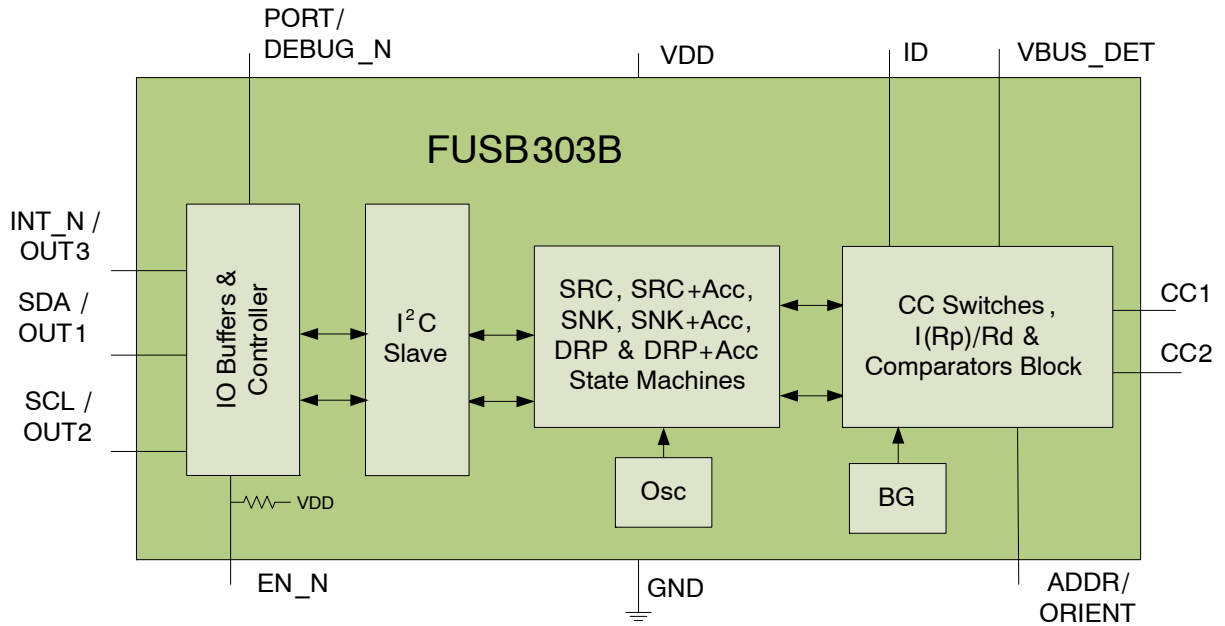 PORT/
DEBUG_N
VDD
ID
VBUS_DET
FUSB303B
INT_N /
OUT3
SDA /
OUT1
SCL /
OUT2
IO Buffers &
Controller
I²C
Slave
SRC, SRC+Acc,
SNK, SNK+Acc,
DRP & DRP+Acc
State Machines
CC Switches ,
I(Rp)/Rd &
Comparators Block
CC1
CC2
Osc
BG
VDD
EN_N
GND
ADDR/
ORIENT